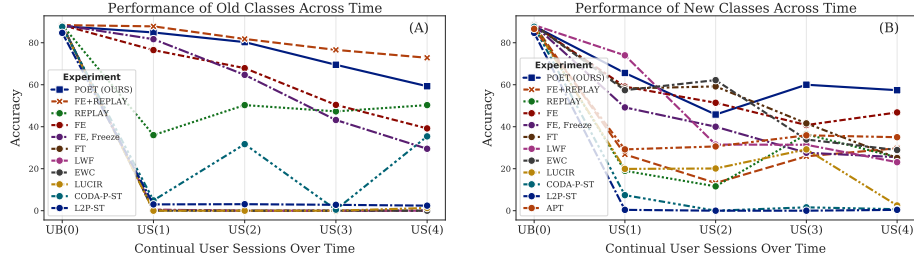 Performance of Old Classes Across Time
(A)
Accuracy
80
60
40
20
0
Experiment
POET (OURS)
FE+REPLAY
REPLAY
FE
FE, Freeze
FT
LWF
EWC
LUCIR
CODA-P-ST
L2P-ST
UB(0) US(1) US(2) US(3) US(4)
Continual User Sessions Over Time
Performance of New Classes Across Time
(B)
Accuracy
80
60
40
20
0
Experiment
POET (OURS)
FE+REPLAY
REPLAY
FE
FE, Freeze
FT
LWF
EWC
LUCIR
CODA-P-ST
L2P-ST
APT
UB(0) US(1) US(2) US(3) US(4)
Continual User Sessions Over Time